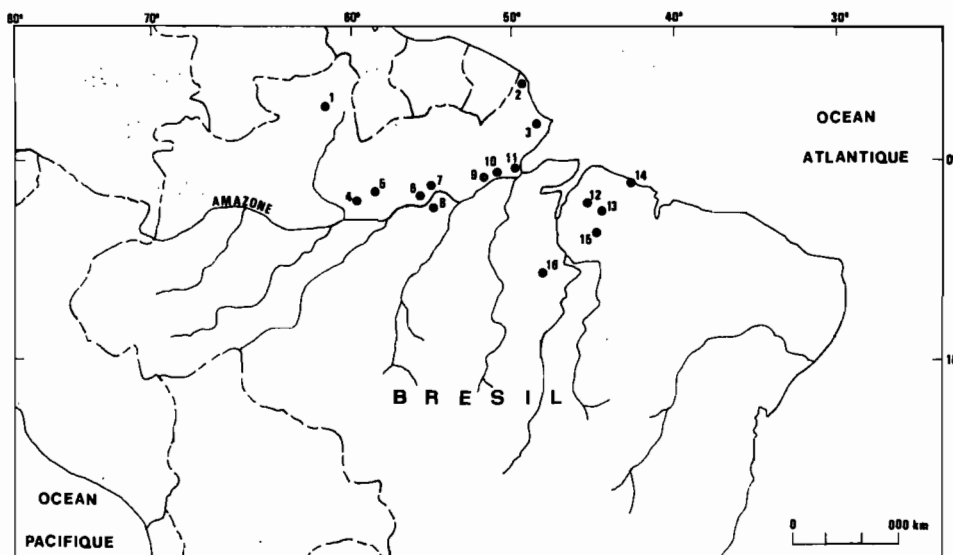 80° 70° 60° 50° 40° 30°
1
2
3
OCEAN
ATLANTIQUE
0°
4 5 6 7 8 9 10 11 12 13 14 15 16
AMAZONE
10
BRESIL
OCEAN
PACIFIQUE
0 000 km